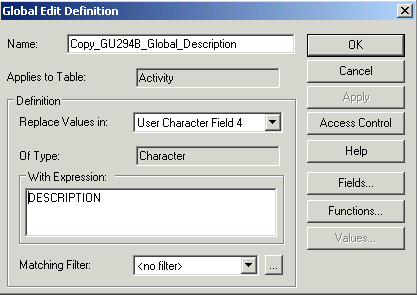 Global Edit Definition
Name: Copy_GU294B_Global_Description
OK
Applies to Table: Activity
Cancel
Apply
Definition
Replace Values in: User Character Field 4
Access Control
Of Type: Character
Help
With Expression:
DESCRIPTION
Fields...
Functions...
Values...
Matching Filter: <no filter> ...